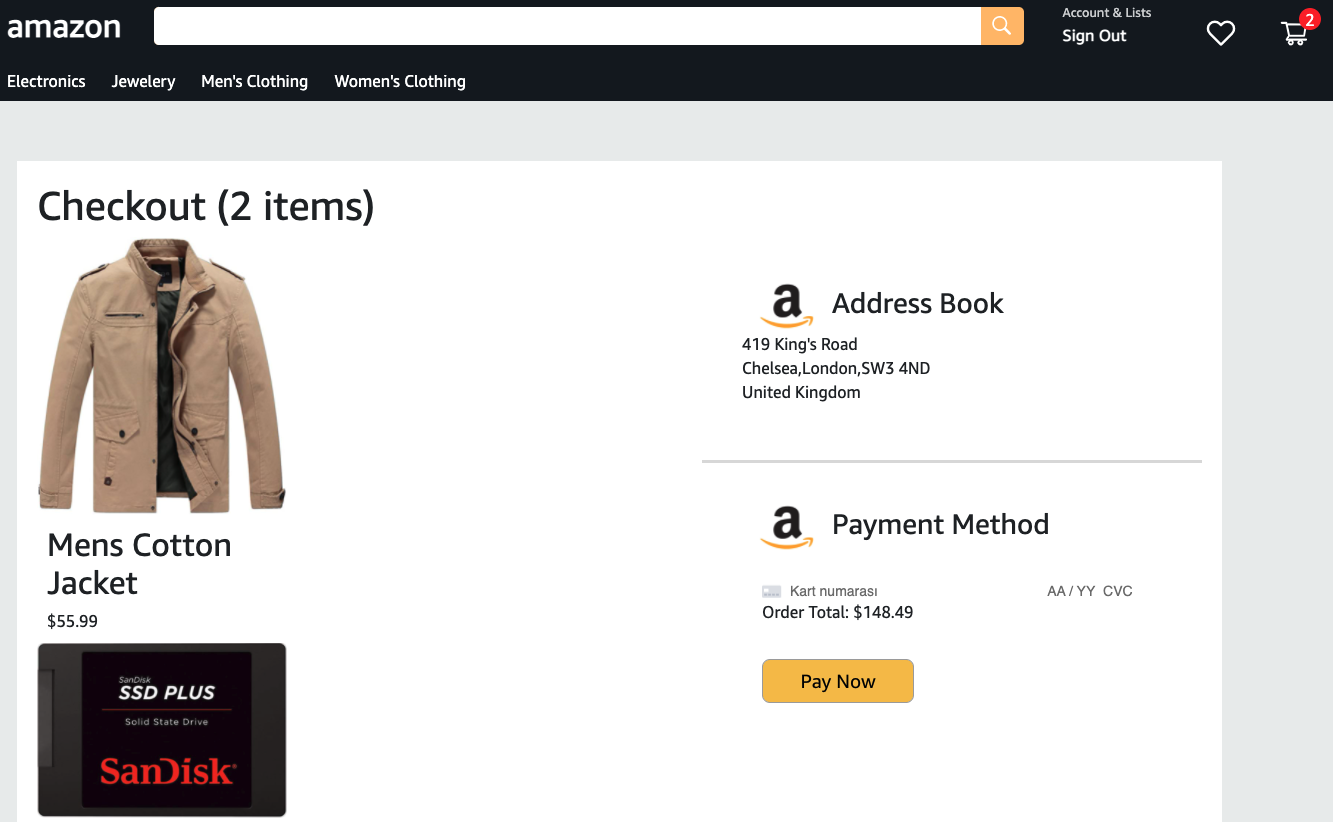 amazon
Account & Lists
Sign Out
2
Electronics
Jewelery
Men's Clothing
Women's Clothing
Checkout (2 items)
Mens Cotton
Jacket
$55.99
SanDisk
SSD PLUS
Solid State Drive
SanDisk
a
Address Book
419 King's Road
Chelsea,London,SW3 4ND
United Kingdom
a
Payment Method
Kart numarası
AA / YY CVC
Order Total: $148.49
Pay Now